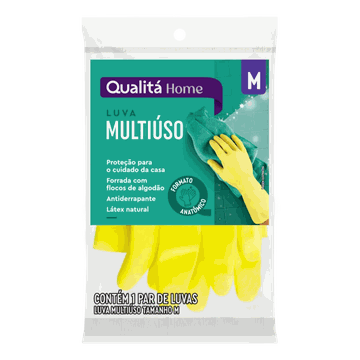 Qualitá Home
M
LUVA
MULTIÚSO
Proteção para
o cuidado da casa
Forrada com
flocos de algodão
Antiderrapante
Látex natural
FORMATO
ANATÔMICO
CONTÉM 1 PAR DE LUVAS
LUVA MULTIÚSO TAMANHO M